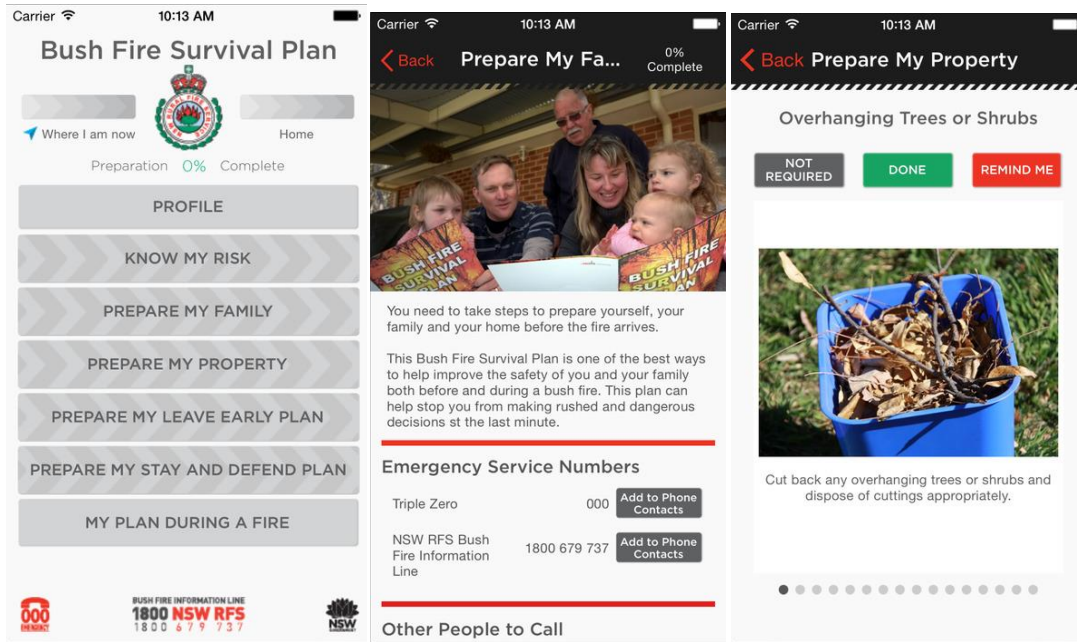 Carrier 10:13 AM
Bush Fire Survival Plan
RURAL FIRE SERVICE
NSW
Where I am now
Home
Preparation 0% Complete
PROFILE
KNOW MY RISK
PREPARE MY FAMILY
PREPARE MY PROPERTY
PREPARE MY LEAVE EARLY PLAN
PREPARE MY STAY AND DEFEND PLAN
MY PLAN DURING A FIRE
000
EMERGENCY
BUSH FIRE INFORMATION LINE
1800 NSW RFS
1800 679 737
NSW
Carrier 10:13 AM
Back Prepare My Fa... 0%
Complete
BUSH FIRE
SURVIVAL
PLAN
BUSH FIRE
SURVIVAL
PLAN
You need to take steps to prepare yourself, your
family and your home before the fire arrives.
This Bush Fire Survival Plan is one of the best ways
to help improve the safety of you and your family
both before and during a bush fire. This plan can
help stop you from making rushed and dangerous
decisions st the last minute.
Emergency Service Numbers
Triple Zero 000 Add to Phone
Contacts
NSW RFS Bush
Fire Information
Line
1800 679 737
Add to Phone
Contacts
Other People to Call
Carrier 10:13 AM
Back Prepare My Property
Overhanging Trees or Shrubs
NOT
REQUIRED
DONE
REMIND ME
Cut back any overhanging trees or shrubs and
dispose of cuttings appropriately.